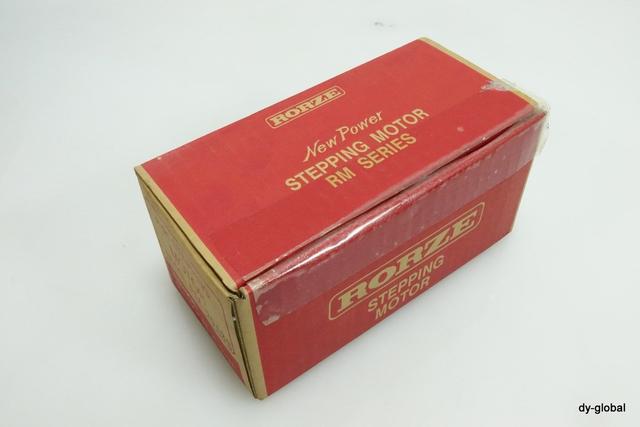 RORZE
New Power
STEPPING MOTOR
RM SERIES
RORZE
STEPPING
MOTOR
dy-global